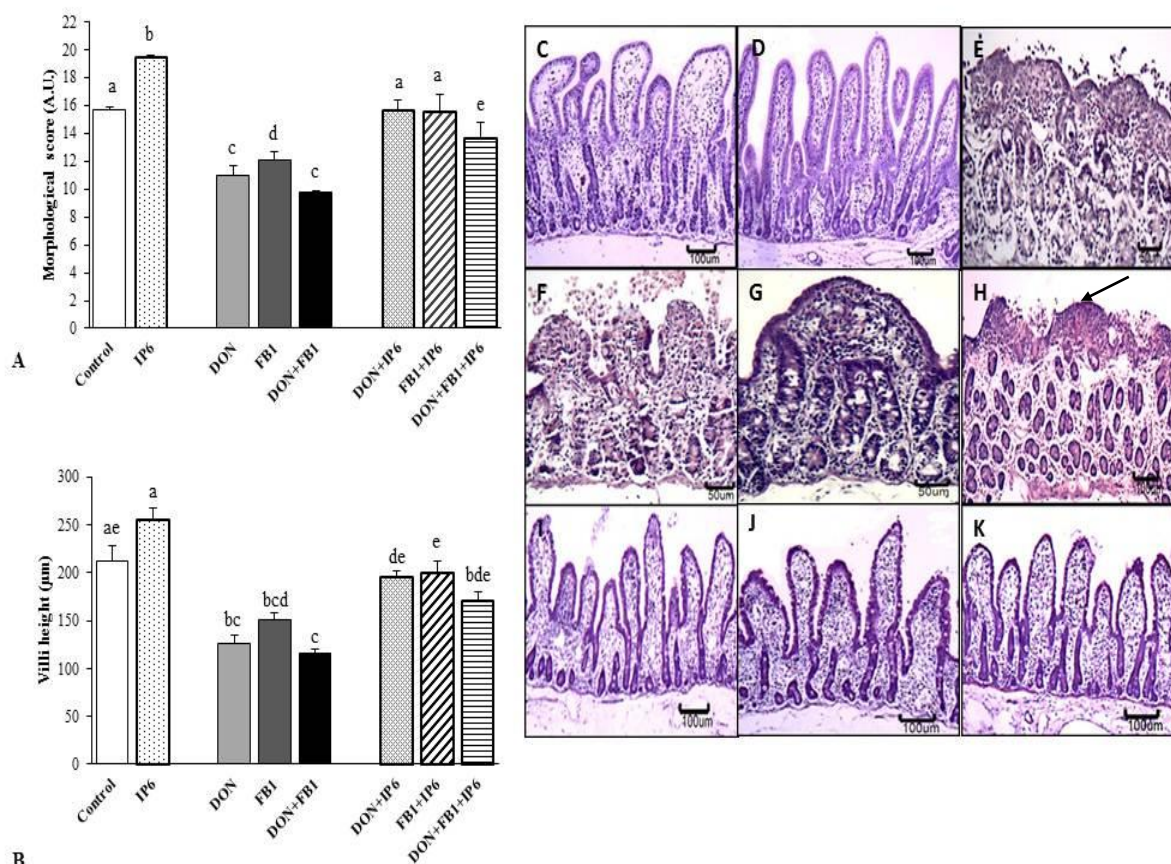 Morphological score (A.U.)
22
20
18
16
14
12
10
8
6
4
2
0
a
b
c
d
c
a
a
e
Control
IP6
DON
FB1
DON+FB1
DON+IP6
FB1+IP6
DON+FB1+IP6
A
Villi height (µm)
300
250
200
150
100
50
0
ae
a
bc
bcd
c
de
e
bde
Control
IP6
DON
FB1
DON+FB1
DON+IP6
FB1+IP6
DON+FB1+IP6
B
C
100um
D
100um
E
F
50um
G
50um
H
100um
I
100um
J
100um
K
100um